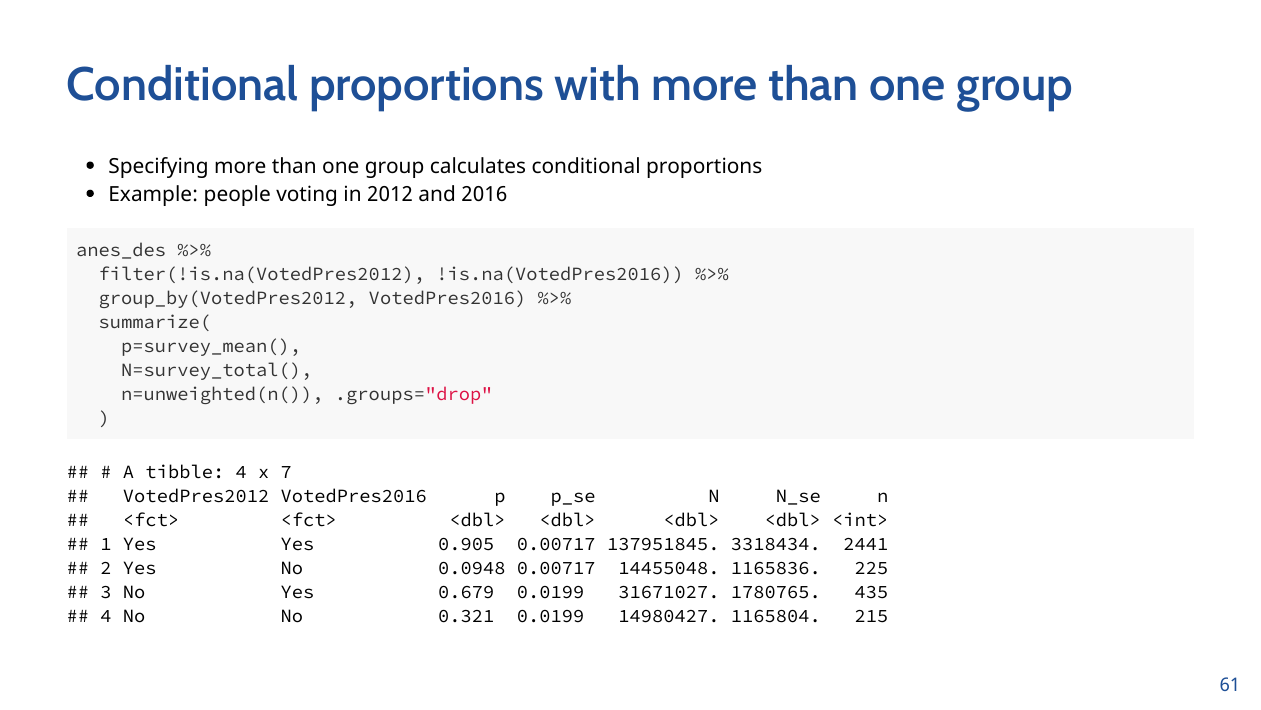 Conditional proportions with more than one group
• Specifying more than one group calculates conditional proportions
• Example: people voting in 2012 and 2016
anes_des %>%
  filter(!is.na(VotedPres2012), !is.na(VotedPres2016)) %>%
  group_by(VotedPres2012, VotedPres2016) %>%
  summarize(
    p=survey_mean(),
    N=survey_total(),
    n=unweighted(n()), .groups="drop"
  )
## # A tibble: 4 x 7
##   VotedPres2012 VotedPres2016      p    p_se          N    N_se     n
##   <fct>         <fct>          <dbl>   <dbl>      <dbl>   <dbl> <int>
## 1 Yes           Yes           0.905  0.00717 137951845. 3318434.  2441
## 2 Yes           No            0.0948 0.00717  14455048. 1165836.   225
## 3 No            Yes           0.679  0.0199   31671027. 1780765.   435
## 4 No            No            0.321  0.0199   14980427. 1165804.   215
61